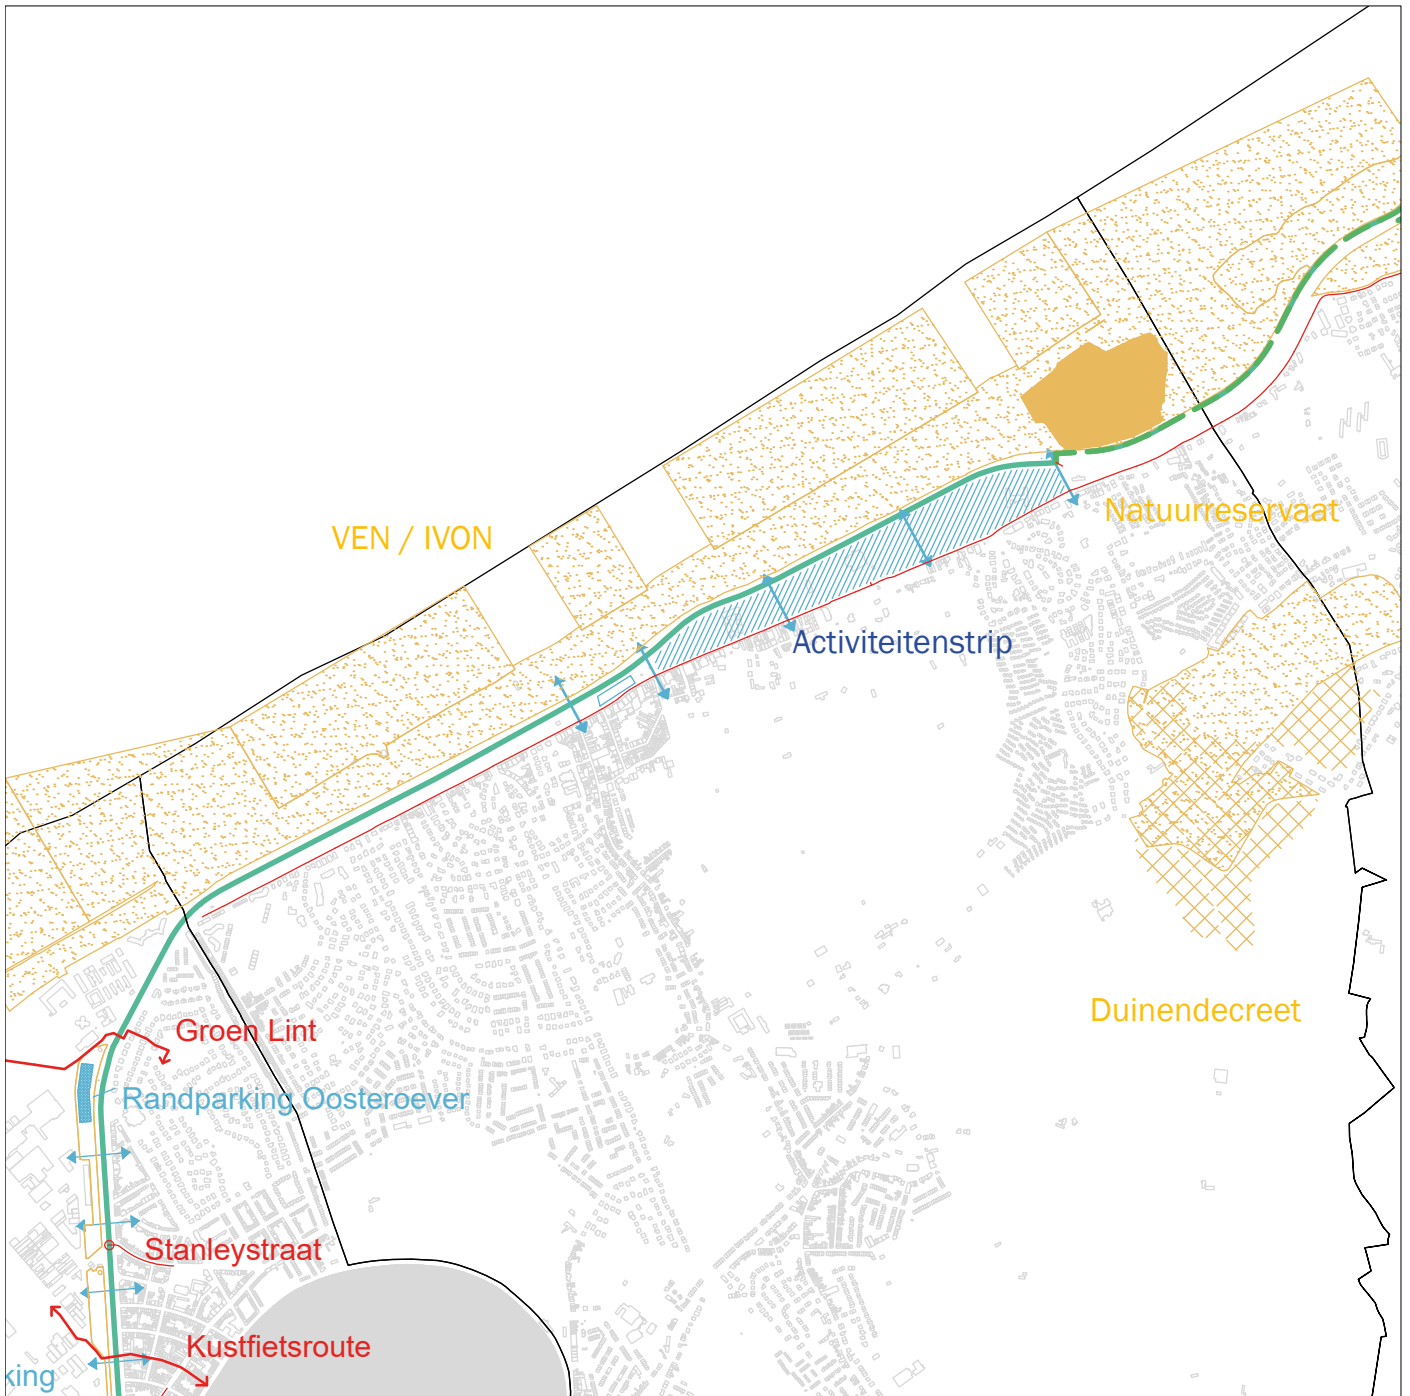 VEN / IVON
Natuurreservaat
Activiteitenstrip
Duinendecreet
Groen Lint
Randparking Oosteroever
Stanleystraat
Kustfietsroute
king